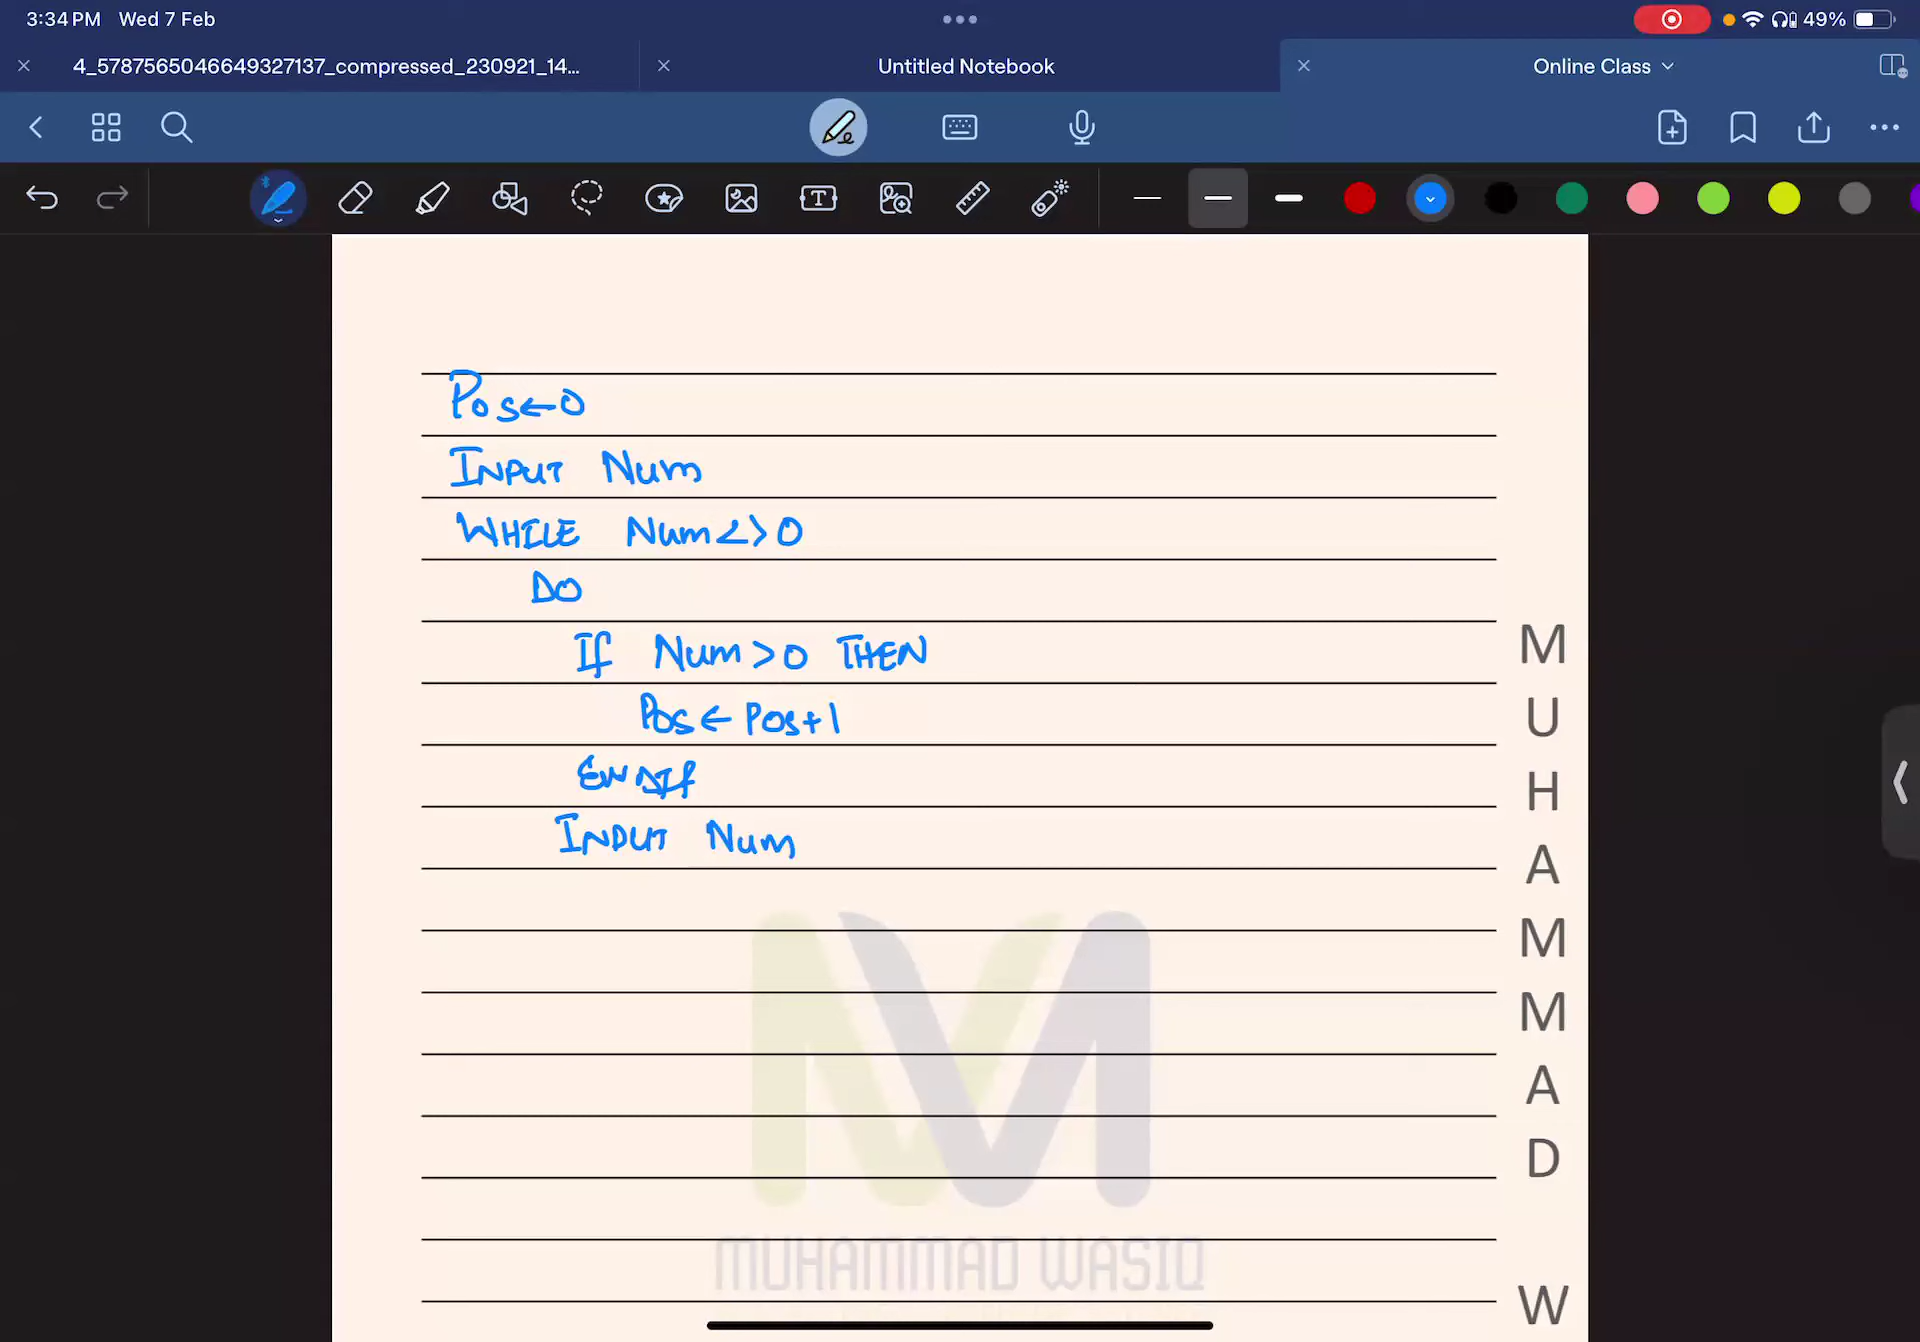 3:34 PM Wed 7 Feb
49%
4_5787565046649327137_compressed_230921_14...
Untitled Notebook
Online Class
Pos←0
INPUT Num
WHILE Num<>0
DO
If Num>0 THEN
Pos← Pos+1
ENDIf
INPUT Num
MUHAMMAD WASIQ
M
U
H
A
M
M
A
D
W